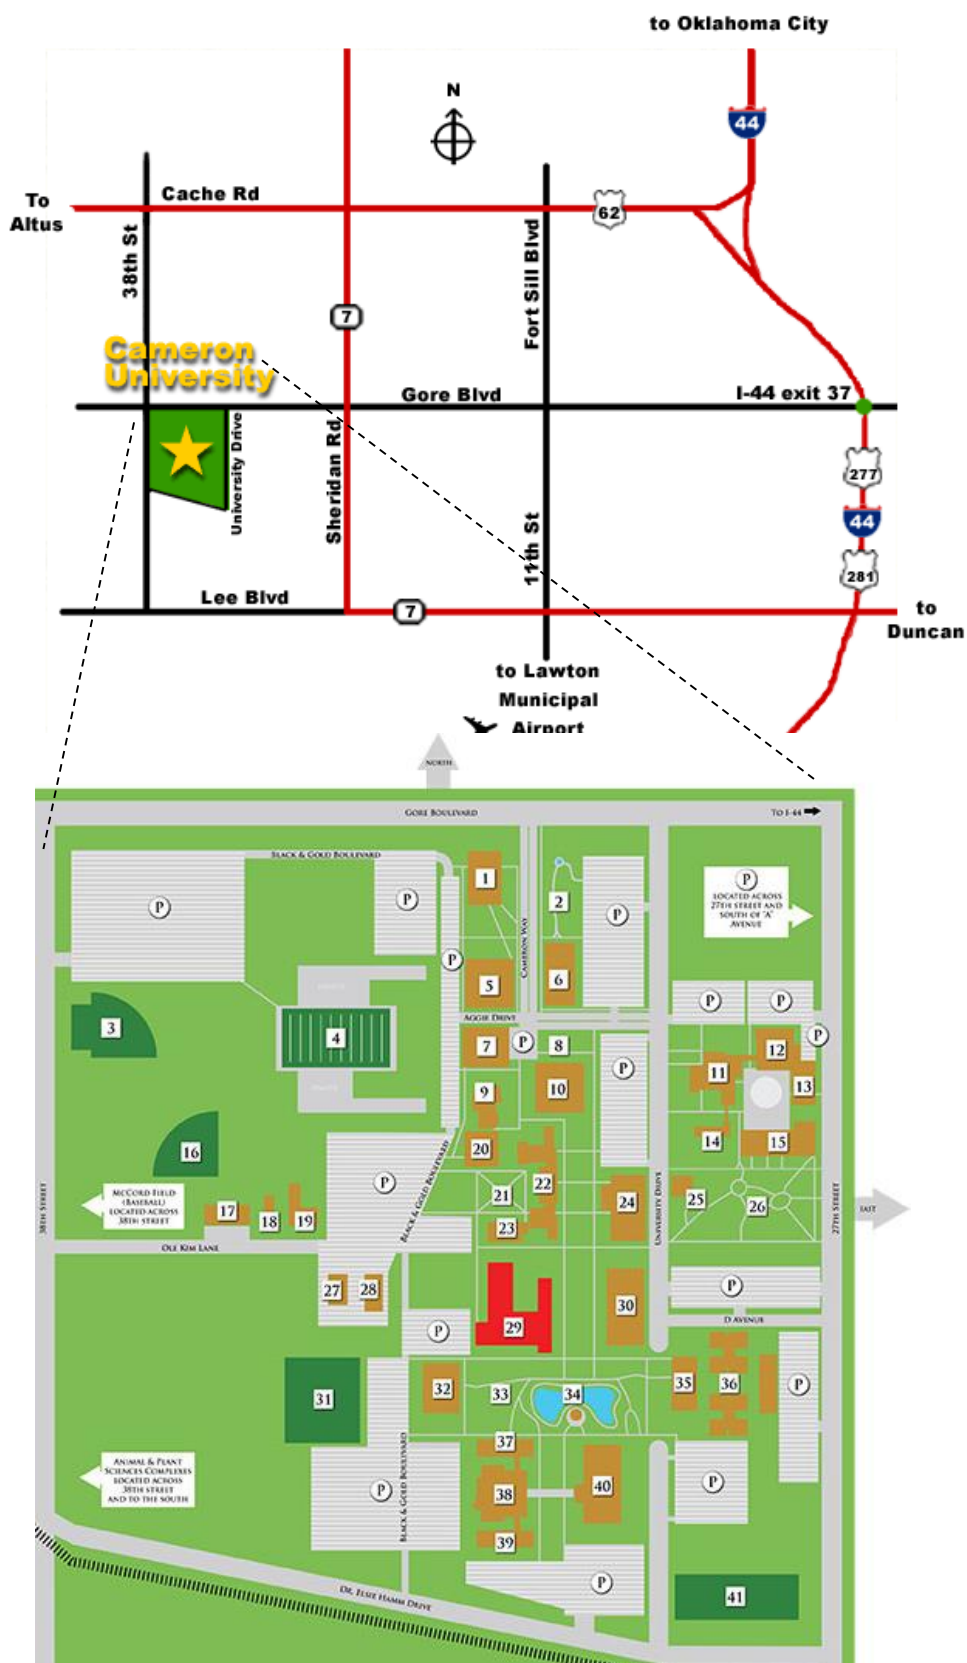 to Oklahoma City
N
44
To
Altus
Cache Rd
62
38th St
Fort Sill Blvd
7
Cameron
University
Gore Blvd
I-44 exit 37
University Drive
Sheridan Rd
277
44
11th St
281
Lee Blvd
7
to
Duncan
to Lawton
Municipal
Airport
NORTH
GORE BOULEVARD
TO I-44
BLACK & GOLD BOULEVARD
P
P
1
2
P
P
LOCATED ACROSS
27TH STREET AND
SOUTH OF "A"
AVENUE
CAMERON WAY
P
5
6
P
P
AGGIE DRIVE
3
4
7
P
8
P
12
P
11
13
9
10
14
15
16
20
BLACK & GOLD BOULEVARD
P
21
22
24
25
26
MCCORD FIELD
(BASEBALL)
LOCATED ACROSS
38TH STREET
17
18
19
23
38TH STREET
UNIVERSITY DRIVE
27TH STREET
EAST
OLE KIM LANE
27
28
P
29
30
P
D AVENUE
31
32
33
34
35
36
P
37
ANIMAL & PLANT
SCIENCES COMPLEXES
LOCATED ACROSS
38TH STREET
AND TO THE SOUTH
P
BLACK & GOLD BOULEVARD
38
40
P
39
P
41
DR. ELSIE HAMM DRIVE